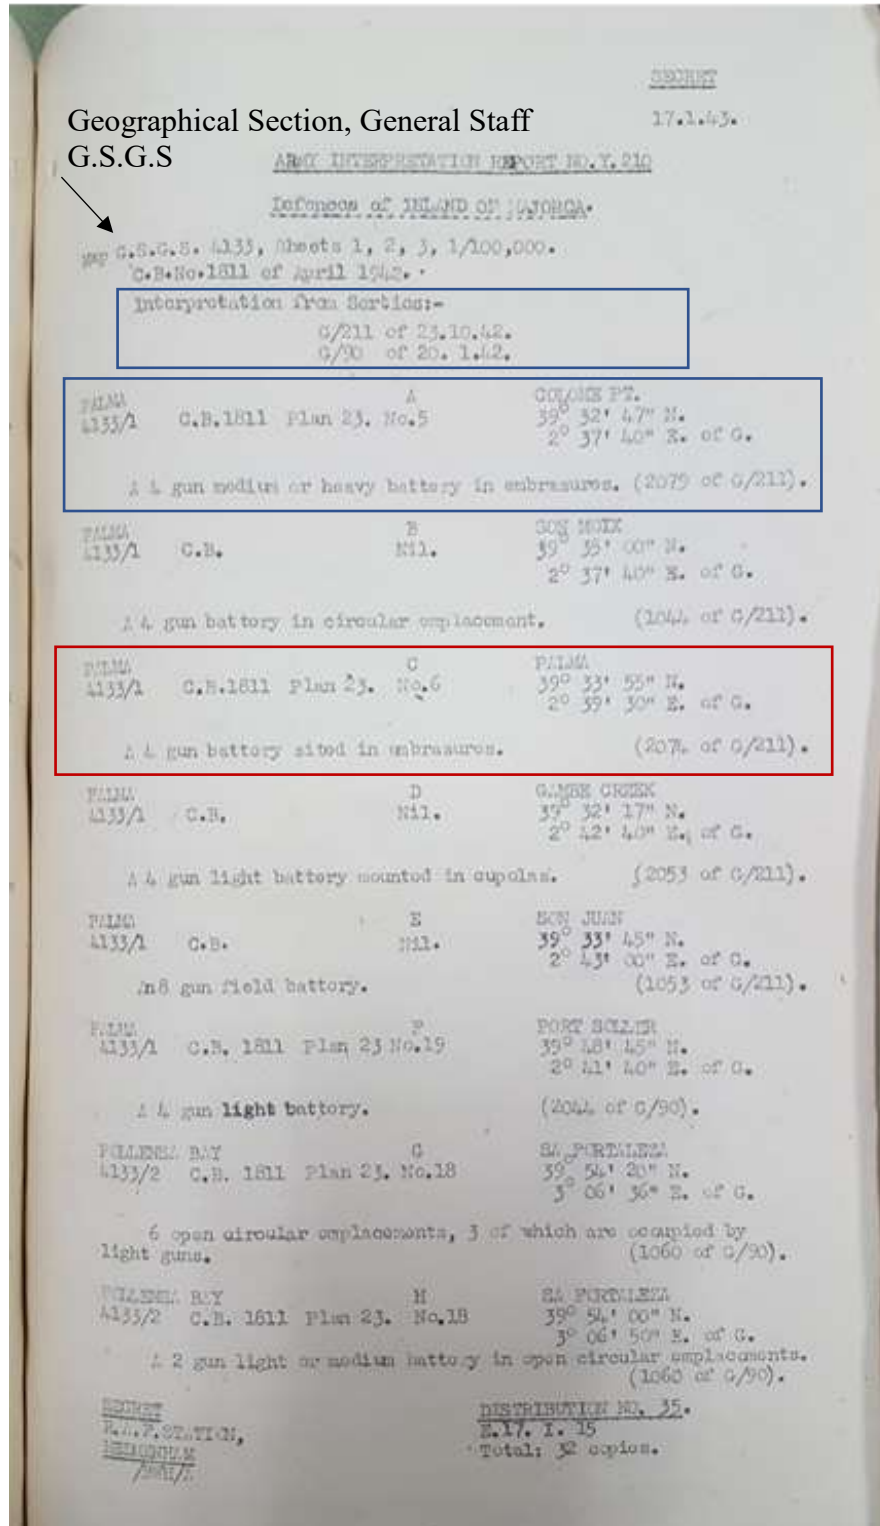 SECRET
Geographical Section, General Staff
17.1.43.
G.S.G.S
ARMY INTERPRETATION REPORT NO.Y.210
Defences of ISLAND OF MAJORCA.
Map G.S.G.S. 4133, Sheets 1, 2, 3, 1/100,000.
C.B.No.1811 of April 1942.
Interpretation from Sorties:-
G/211 of 23.10.42.
G/90 of 20. 1.42.
PALMA A COLOME PT.
4133/1 C.B.1811 Plan 23. No.5 39° 32' 47" N.
2° 37' 40" E. of G.
A 4 gun medium or heavy battery in embrasures. (2079 of G/211).
PALMA B SON MOIX
4133/1 C.B. Nil. 39° 35' 00" N.
2° 37' 40" E. of G.
A 4 gun battery in circular emplacement. (1044 of G/211).
PALMA C PALMA
4133/1 C.B.1811 Plan 23. No.6 39° 33' 55" N.
2° 39' 30" E. of G.
A 4 gun battery sited in embrasures. (2074 of G/211).
PALMA D GAMBE CREEK
4133/1 C.B. Nil. 39° 32' 17" N.
2° 42' 40" E. of G.
A 4 gun light battery mounted in cupolas. (2053 of G/211).
PALMA E SON JUAN
4133/1 C.B. Nil. 39° 33' 45" N.
2° 43' 00" E. of G.
An8 gun field battery. (1053 of G/211).
PALMA F PORT SOLLER
4133/1 C.B. 1811 Plan 23 No.19 39° 48' 45" N.
2° 41' 40" E. of G.
A 4 gun light battery. (2044 of G/90).
POLLENSA BAY G SA FORTALEZA
4133/2 C.B. 1811 Plan 23. No.18 39° 54' 20" N.
3° 06' 36" E. of G.
6 open circular emplacements, 3 of which are occupied by
light guns. (1060 of G/90).
POLLENSA BAY H SA FORTALEZA
4133/2 C.B. 1811 Plan 23. No.18 39° 54' 00" N.
3° 06' 50" E. of G.
A 2 gun light or medium battery in open circular emplacements.
(1060 of G/90).
SECRET DISTRIBUTION NO. 35.
R.A.F.STATION, E.17. I. 15
MEDMENHAM Total: 32 copies.